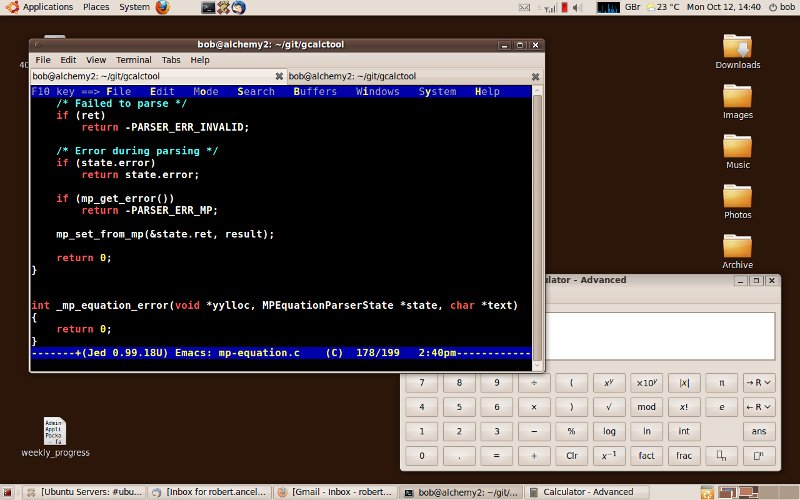 Applications Places System GBr 23 °C Mon Oct 12, 14:40 bob
bob@alchemy2: ~/git/gcalctool
File Edit View Terminal Tabs Help
bob@alchemy2: ~/git/gcalctool bob@alchemy2: ~/git/gcalctool
F10 key ==> File Edit Mode Search Buffers Windows System Help
/* Failed to parse */
if (ret)
return -PARSER_ERR_INVALID;
/* Error during parsing */
if (state.error)
return state.error;
if (mp_get_error())
return -PARSER_ERR_MP;
mp_set_from_mp(&state.ret, result);
return 0;
}
int _mp_equation_error(void *yylloc, MPEquationParserState *state, char *text)
{
return 0;
}
-------+(Jed 0.99.18U) Emacs: mp-equation.c (C) 178/199 2:40pm------------
Downloads
Images
Music
Photos
Archive
ulator - Advanced
7 8 9 ÷ ( xʸ ×10ʸ |x| π → R
4 5 6 × ) √ mod x! e ← R
1 2 3 − % log ln int ans
0 . = + Clr x⁻¹ fact frac □n □ⁿ
40
Admin
Appli
Packa
- fa
weekly_progress
[Ubuntu Servers: #ubu... [Inbox for robert.ancel... [Gmail - Inbox - robert... bob@alchemy2: ~/git/... Calculator - Advanced